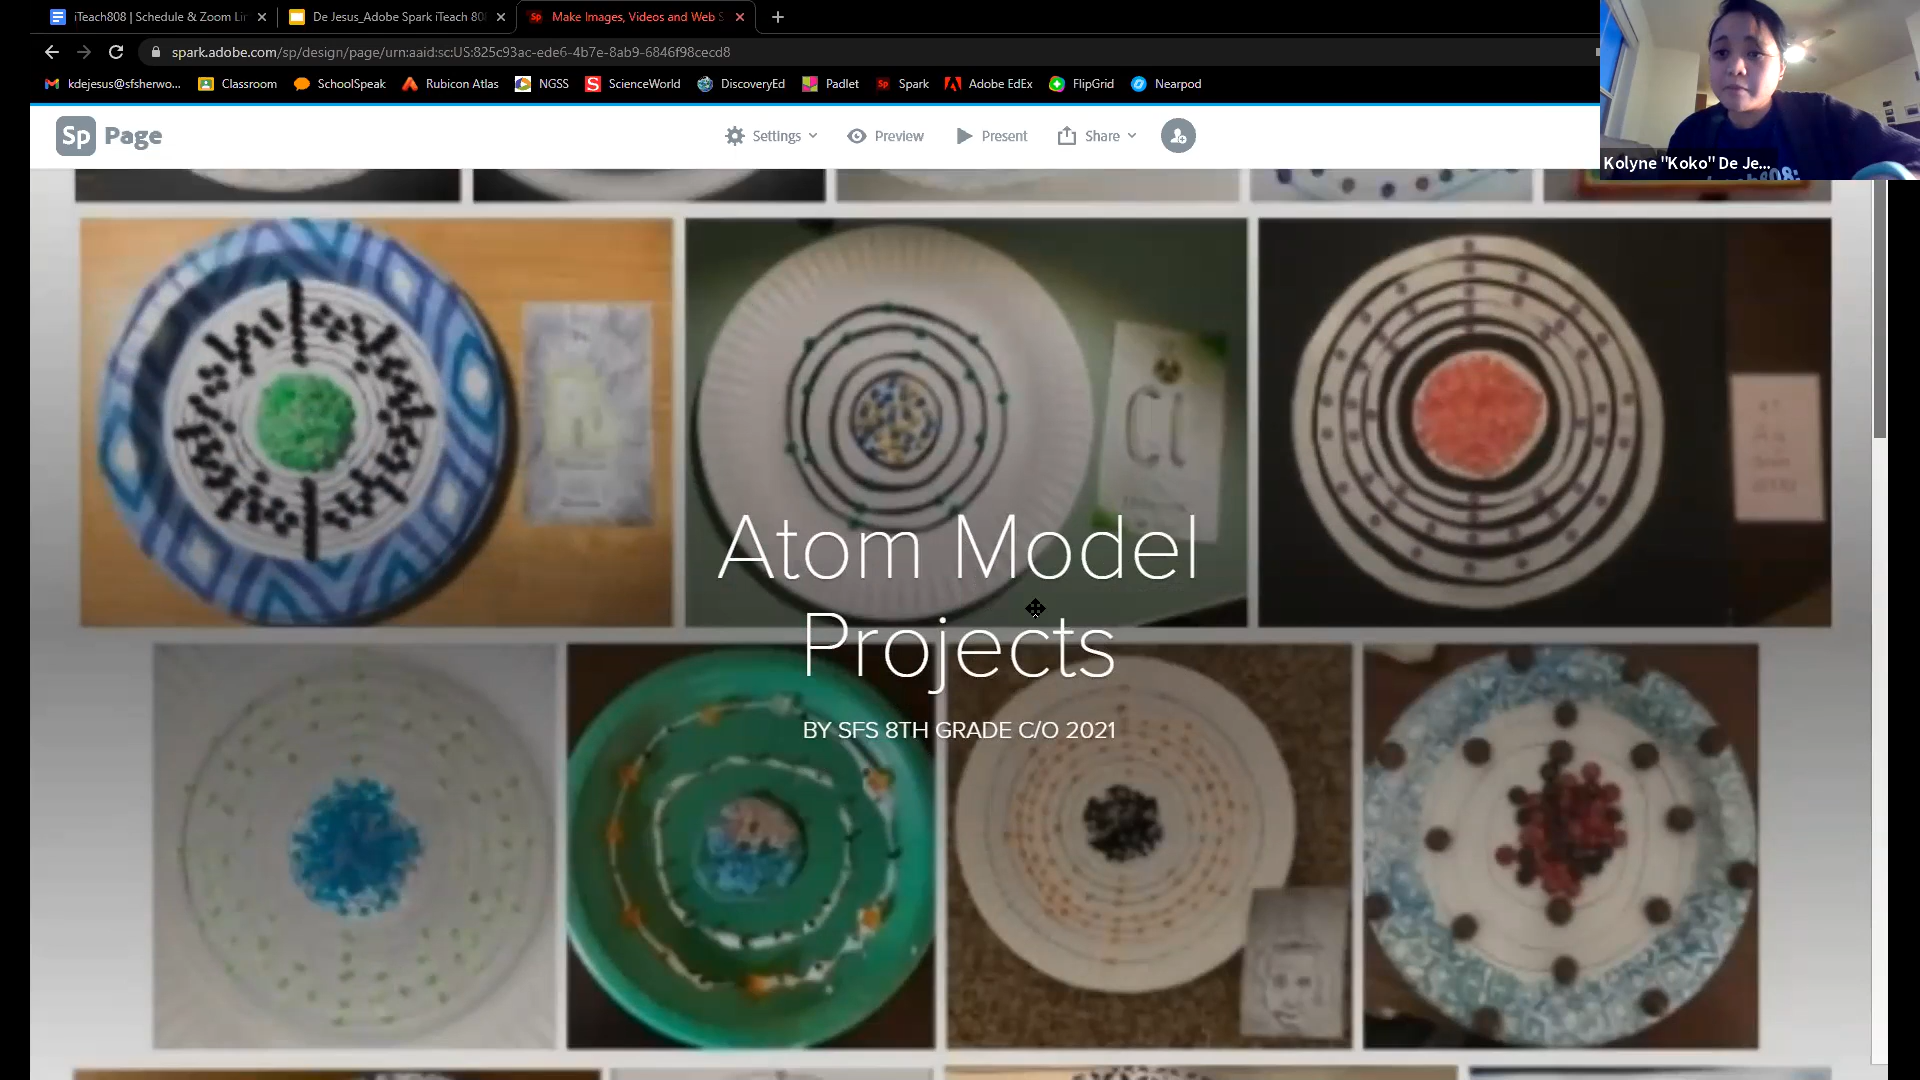 iTeach808 | Schedule & Zoom Lin
De Jesus_Adobe Spark iTeach 808
Make Images, Videos and Web S
spark.adobe.com/sp/design/page/urn:aaid:sc:US:825c93ac-ede6-4b7e-8ab9-6846f98cecd8
kdejesus@sfsherwo... Classroom SchoolSpeak Rubicon Atlas NGSS ScienceWorld DiscoveryEd Padlet Spark Adobe EdEx FlipGrid Nearpod
Sp Page
Settings Preview Present Share
Kolyne "Koko" De Je...
Cl
Atom Model
Projects
BY SFS 8TH GRADE C/O 2021